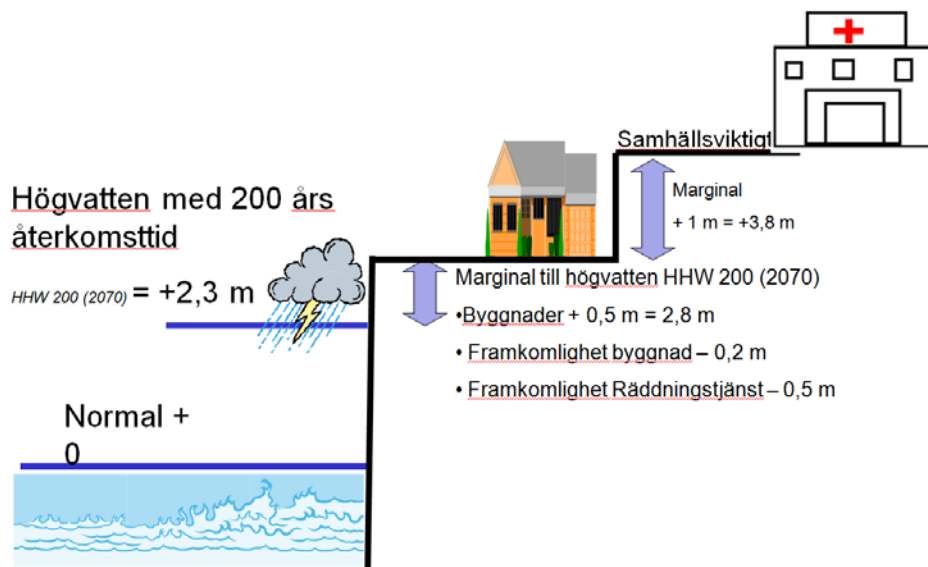 Samhällsviktigt
Marginal
+ 1 m = +3,8 m
Högvatten med 200 års
återkomsttid
HHW 200 (2070) = +2,3 m
Marginal till högvatten HHW 200 (2070)
•Byggnader + 0,5 m = 2,8 m
• Framkomlighet byggnad – 0,2 m
• Framkomlighet Räddningstjänst – 0,5 m
Normal +
0